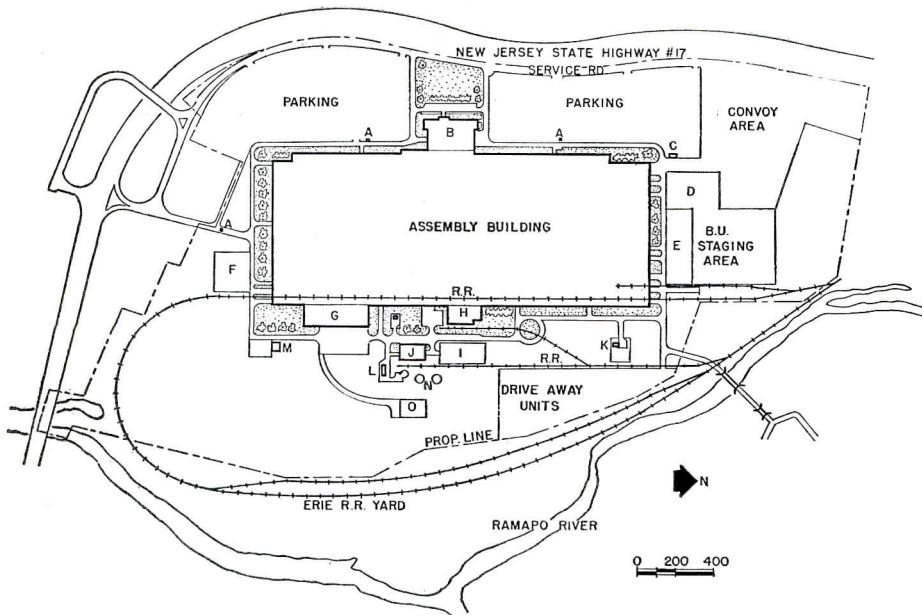 NEW JERSEY STATE HIGHWAY #17
SERVICE RD
PARKING
PARKING
CONVOY
AREA
A
B
A
C
D
ASSEMBLY BUILDING
A
B.U.
STAGING
AREA
E
F
R.R.
G
H
M
J
I
K
R.R.
L
N
O
DRIVE AWAY
UNITS
PROP. LINE
N
ERIE R.R. YARD
RAMAPO RIVER
0 200 400